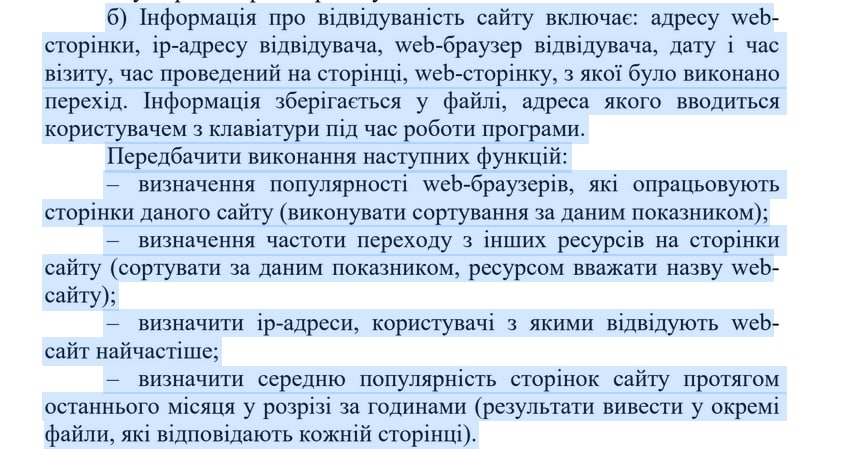 б) Інформація про відвідуваність сайту включає: адресу web-
сторінки, ip-адресу відвідувача, web-браузер відвідувача, дату і час
візиту, час проведений на сторінці, web-сторінку, з якої було виконано
перехід. Інформація зберігається у файлі, адреса якого вводиться
користувачем з клавіатури під час роботи програми.
Передбачити виконання наступних функцій:
– визначення популярності web-браузерів, які опрацьовують
сторінки даного сайту (виконувати сортування за даним показником);
– визначення частоти переходу з інших ресурсів на сторінки
сайту (сортувати за даним показником, ресурсом вважати назву web-
сайту);
– визначити ip-адреси, користувачі з якими відвідують web-
сайт найчастіше;
– визначити середню популярність сторінок сайту протягом
останнього місяця у розрізі за годинами (результати вивести у окремі
файли, які відповідають кожній сторінці).